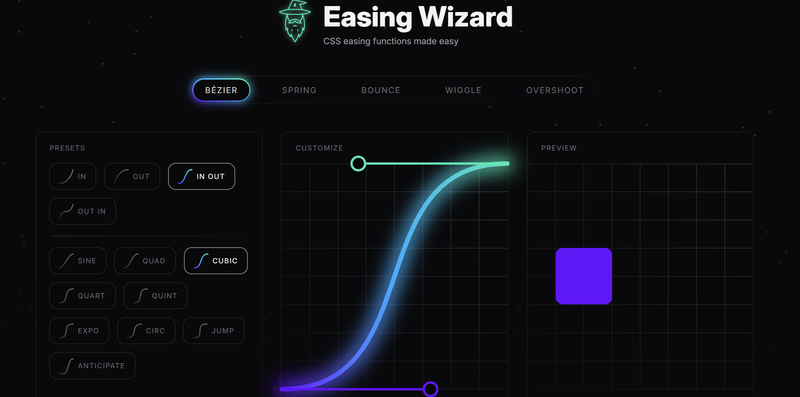 Easing Wizard
CSS easing functions made easy
BÉZIER SPRING BOUNCE WIGGLE OVERSHOOT
PRESETS
IN OUT IN OUT
OUT IN
SINE QUAD CUBIC
QUART QUINT
EXPO CIRC JUMP
ANTICIPATE
CUSTOMIZE
PREVIEW